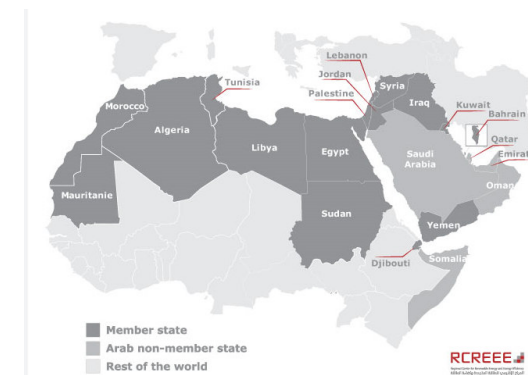 Lebanon
Tunisia
Jordan
Syria
Palestine
Iraq
Morocco
Kuwait
Bahrain
Algeria
Libya
Egypt
Qatar
Saudi
Arabia
Emirat
Mauritanie
Oman
Sudan
Yemen
Djibouti
Somalia
Member state
Arab non-member state
Rest of the world
RCREEE